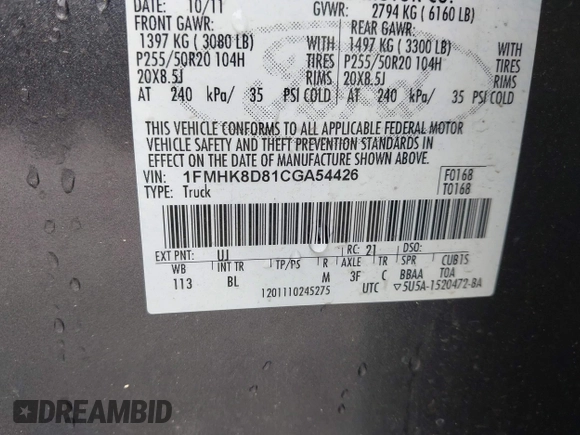 DATE: 10/11 GVWR: 2794 KG ( 6160 LB)
FRONT GAWR: REAR GAWR:
1397 KG ( 3080 LB) 1497 KG ( 3300 LB)
P255/50R20 104H TIRES P255/50R20 104H TIRES
20X8.5J RIMS 20X8.5J RIMS
AT 240 kPa/ 35 PSI COLD AT 240 kPa/ 35 PSI COLD
THIS VEHICLE CONFORMS TO ALL APPLICABLE FEDERAL MOTOR
VEHICLE SAFETY AND THEFT PREVENTION STANDARDS
IN EFFECT ON THE DATE OF MANUFACTURE SHOWN ABOVE.
VIN: 1FMHK8D81CGA54426 F0168
TYPE: Truck T0168
EXT PNT: UJ RC: 21 DSO:
WB INT TR TP/PS R AXLE TR SPR CUBTS
113 BL M 3F C BBAA TOA
1201110245275 UTC ▽5U5A-1520472-BA
DREAMBID